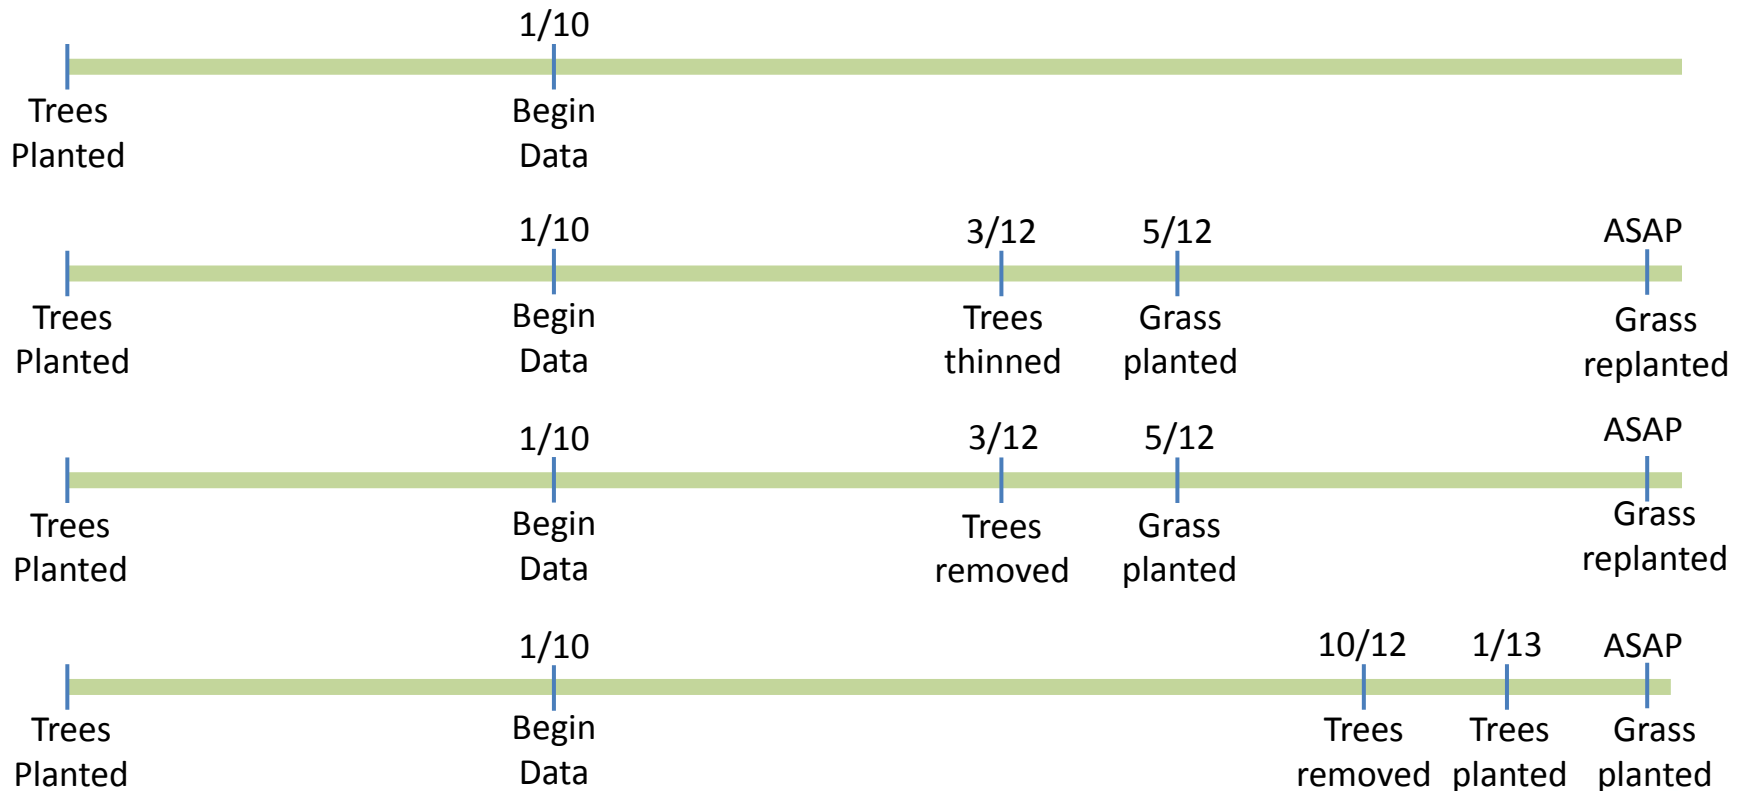 1/10
Trees
Planted
Begin
Data
1/10
3/12
5/12
ASAP
Trees
Planted
Begin
Data
Trees
thinned
Grass
planted
Grass
replanted
1/10
3/12
5/12
ASAP
Trees
Planted
Begin
Data
Trees
removed
Grass
planted
Grass
replanted
1/10
10/12
1/13
ASAP
Trees
Planted
Begin
Data
Trees
removed
Trees
planted
Grass
planted